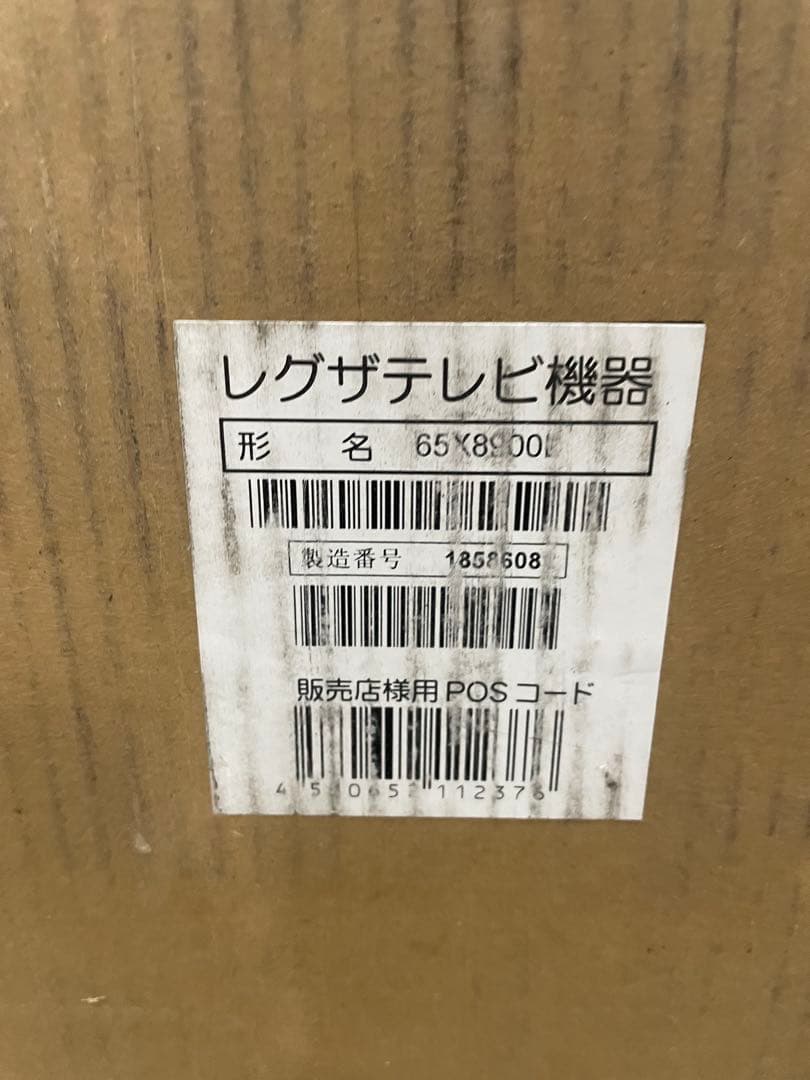 レグザテレビ機器
形 名 65X8900L
製造番号 1858608
販売店様用POSコード